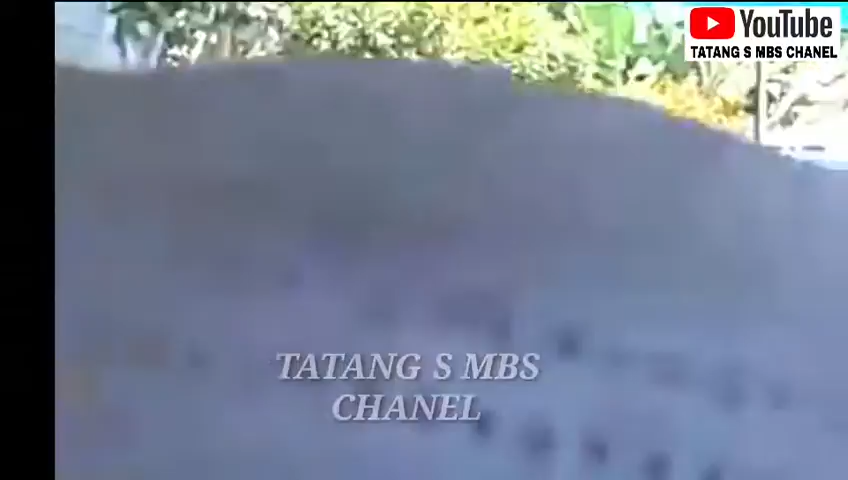 YouTube
TATANG S MBS CHANEL
TATANG S MBS
CHANEL